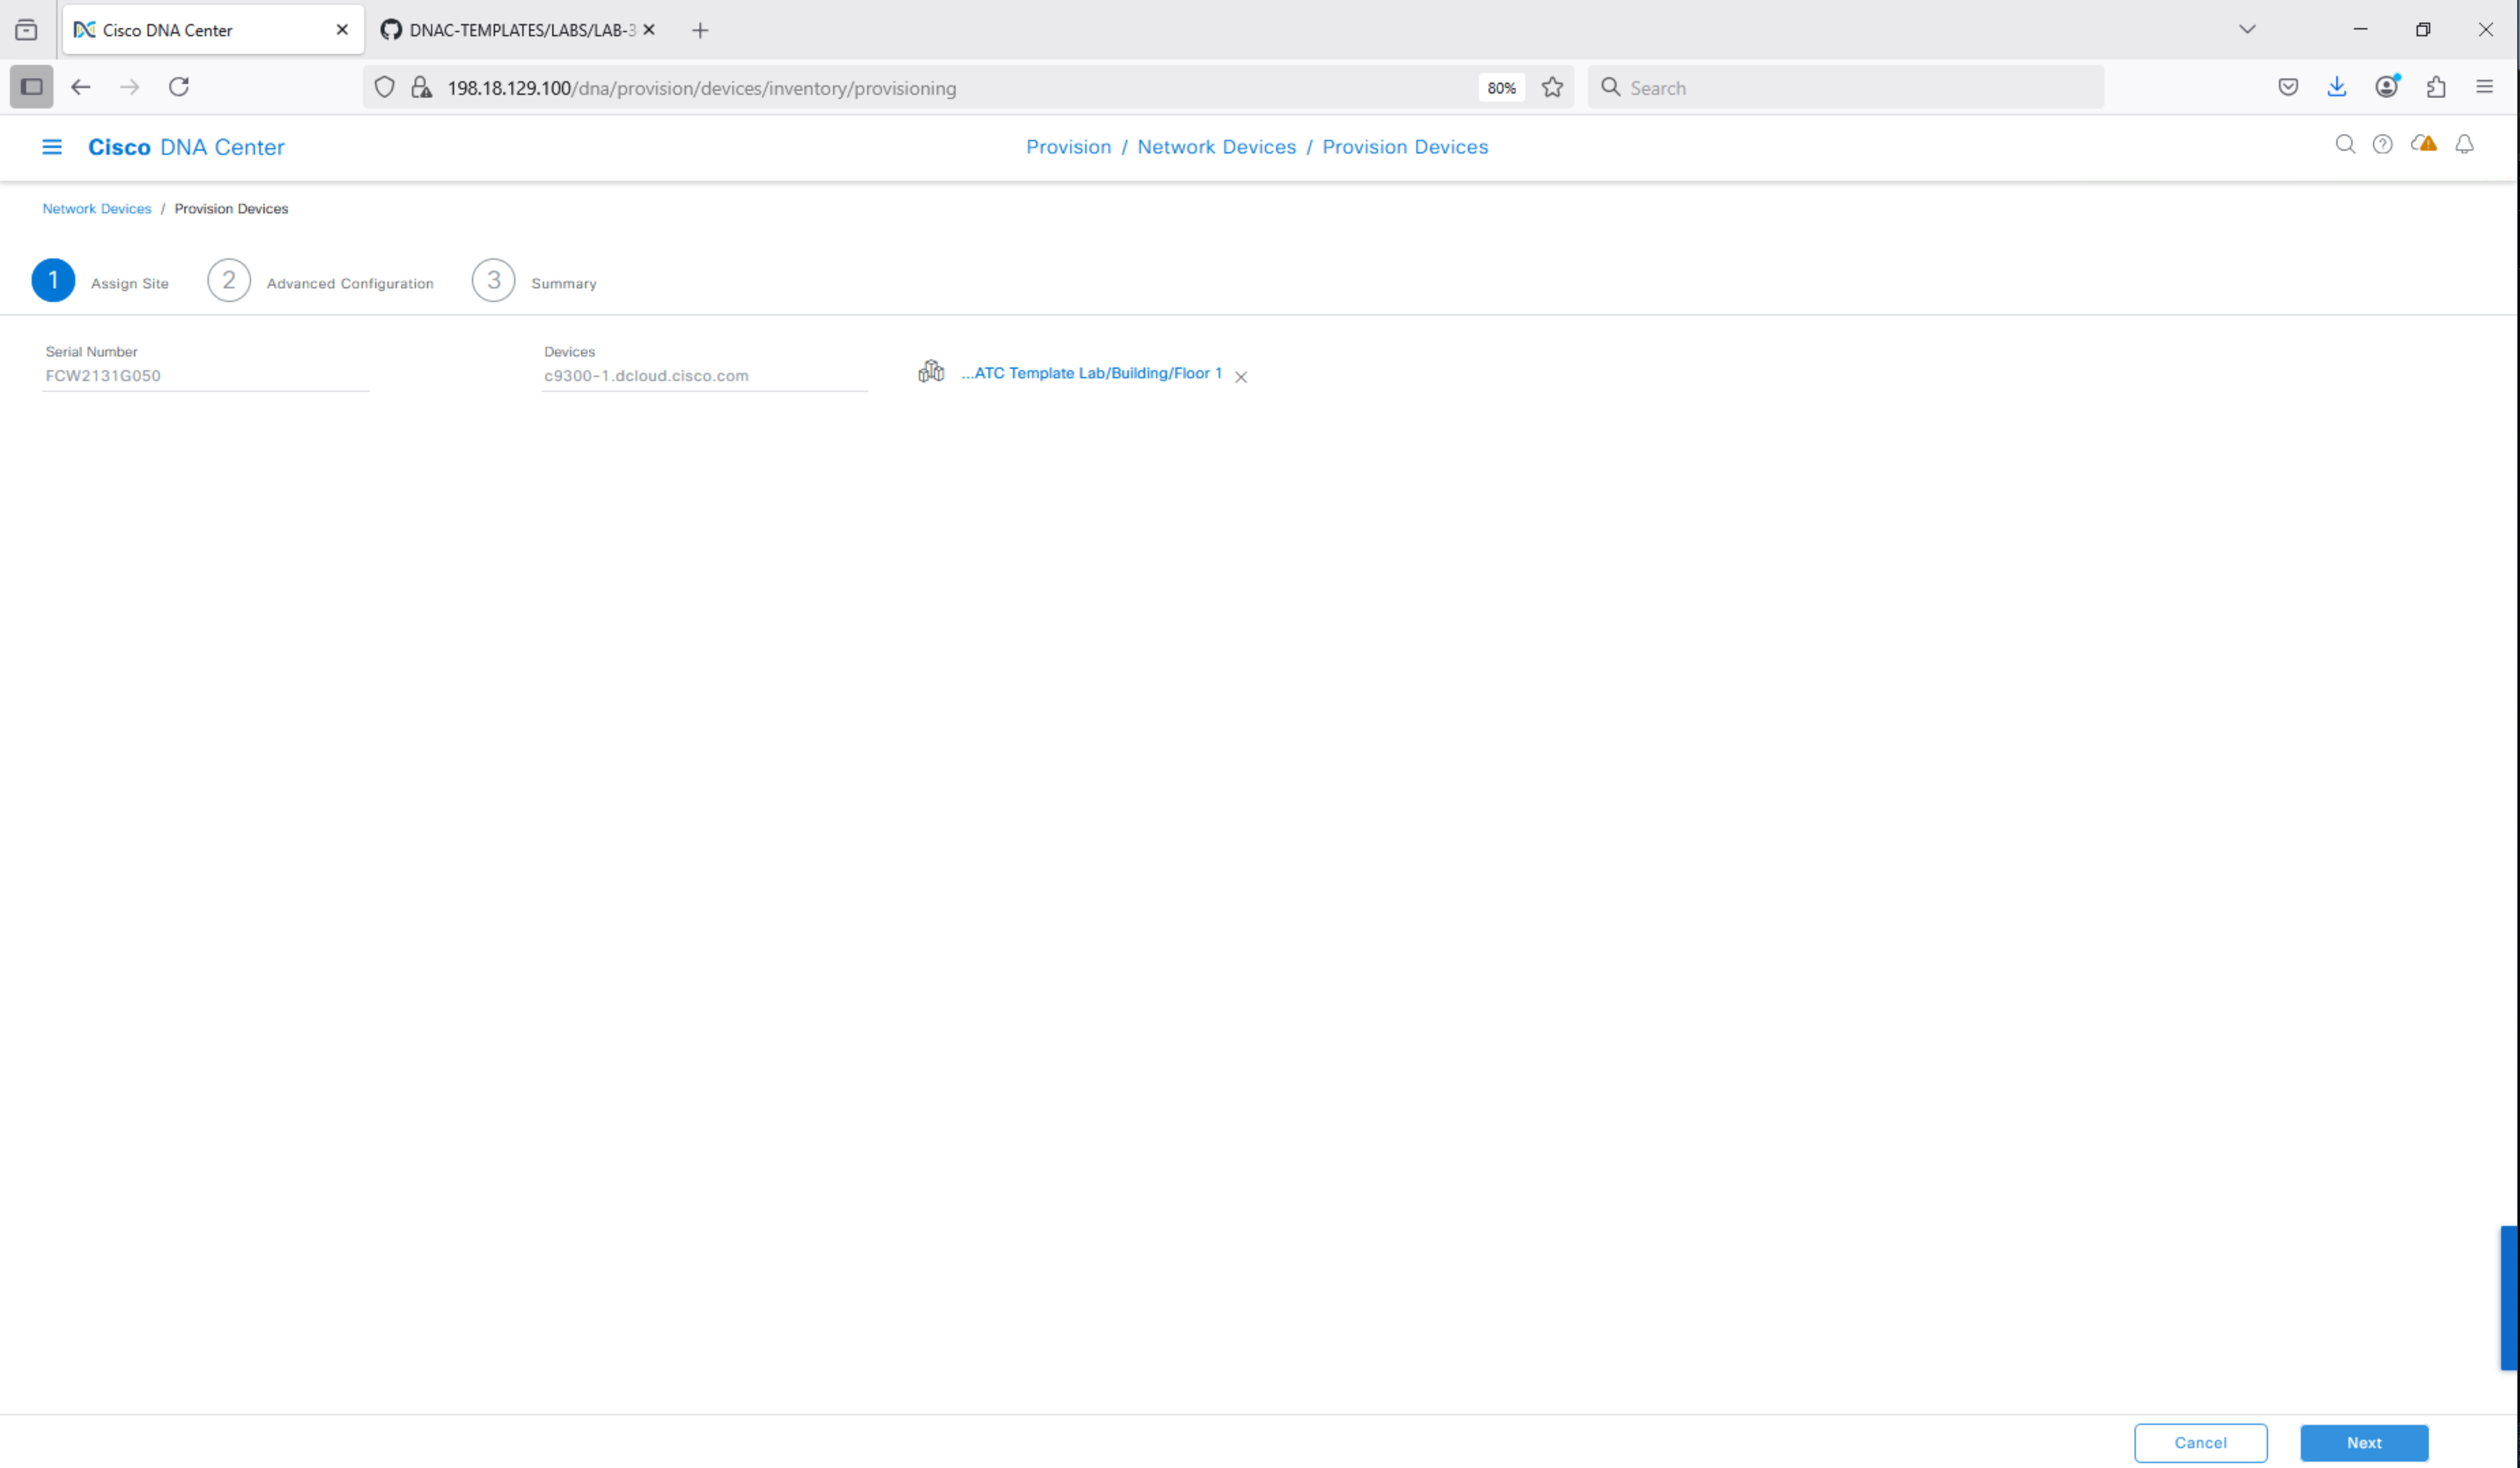 Cisco DNA Center
DNAC-TEMPLATES/LABS/LAB-3
198.18.129.100/dna/provision/devices/inventory/provisioning
80%
Search
Cisco DNA Center
Provision / Network Devices / Provision Devices
Network Devices / Provision Devices
1 Assign Site
2 Advanced Configuration
3 Summary
Serial Number
FCW2131G050
Devices
c9300-1.dcloud.cisco.com
...ATC Template Lab/Building/Floor 1
Cancel
Next